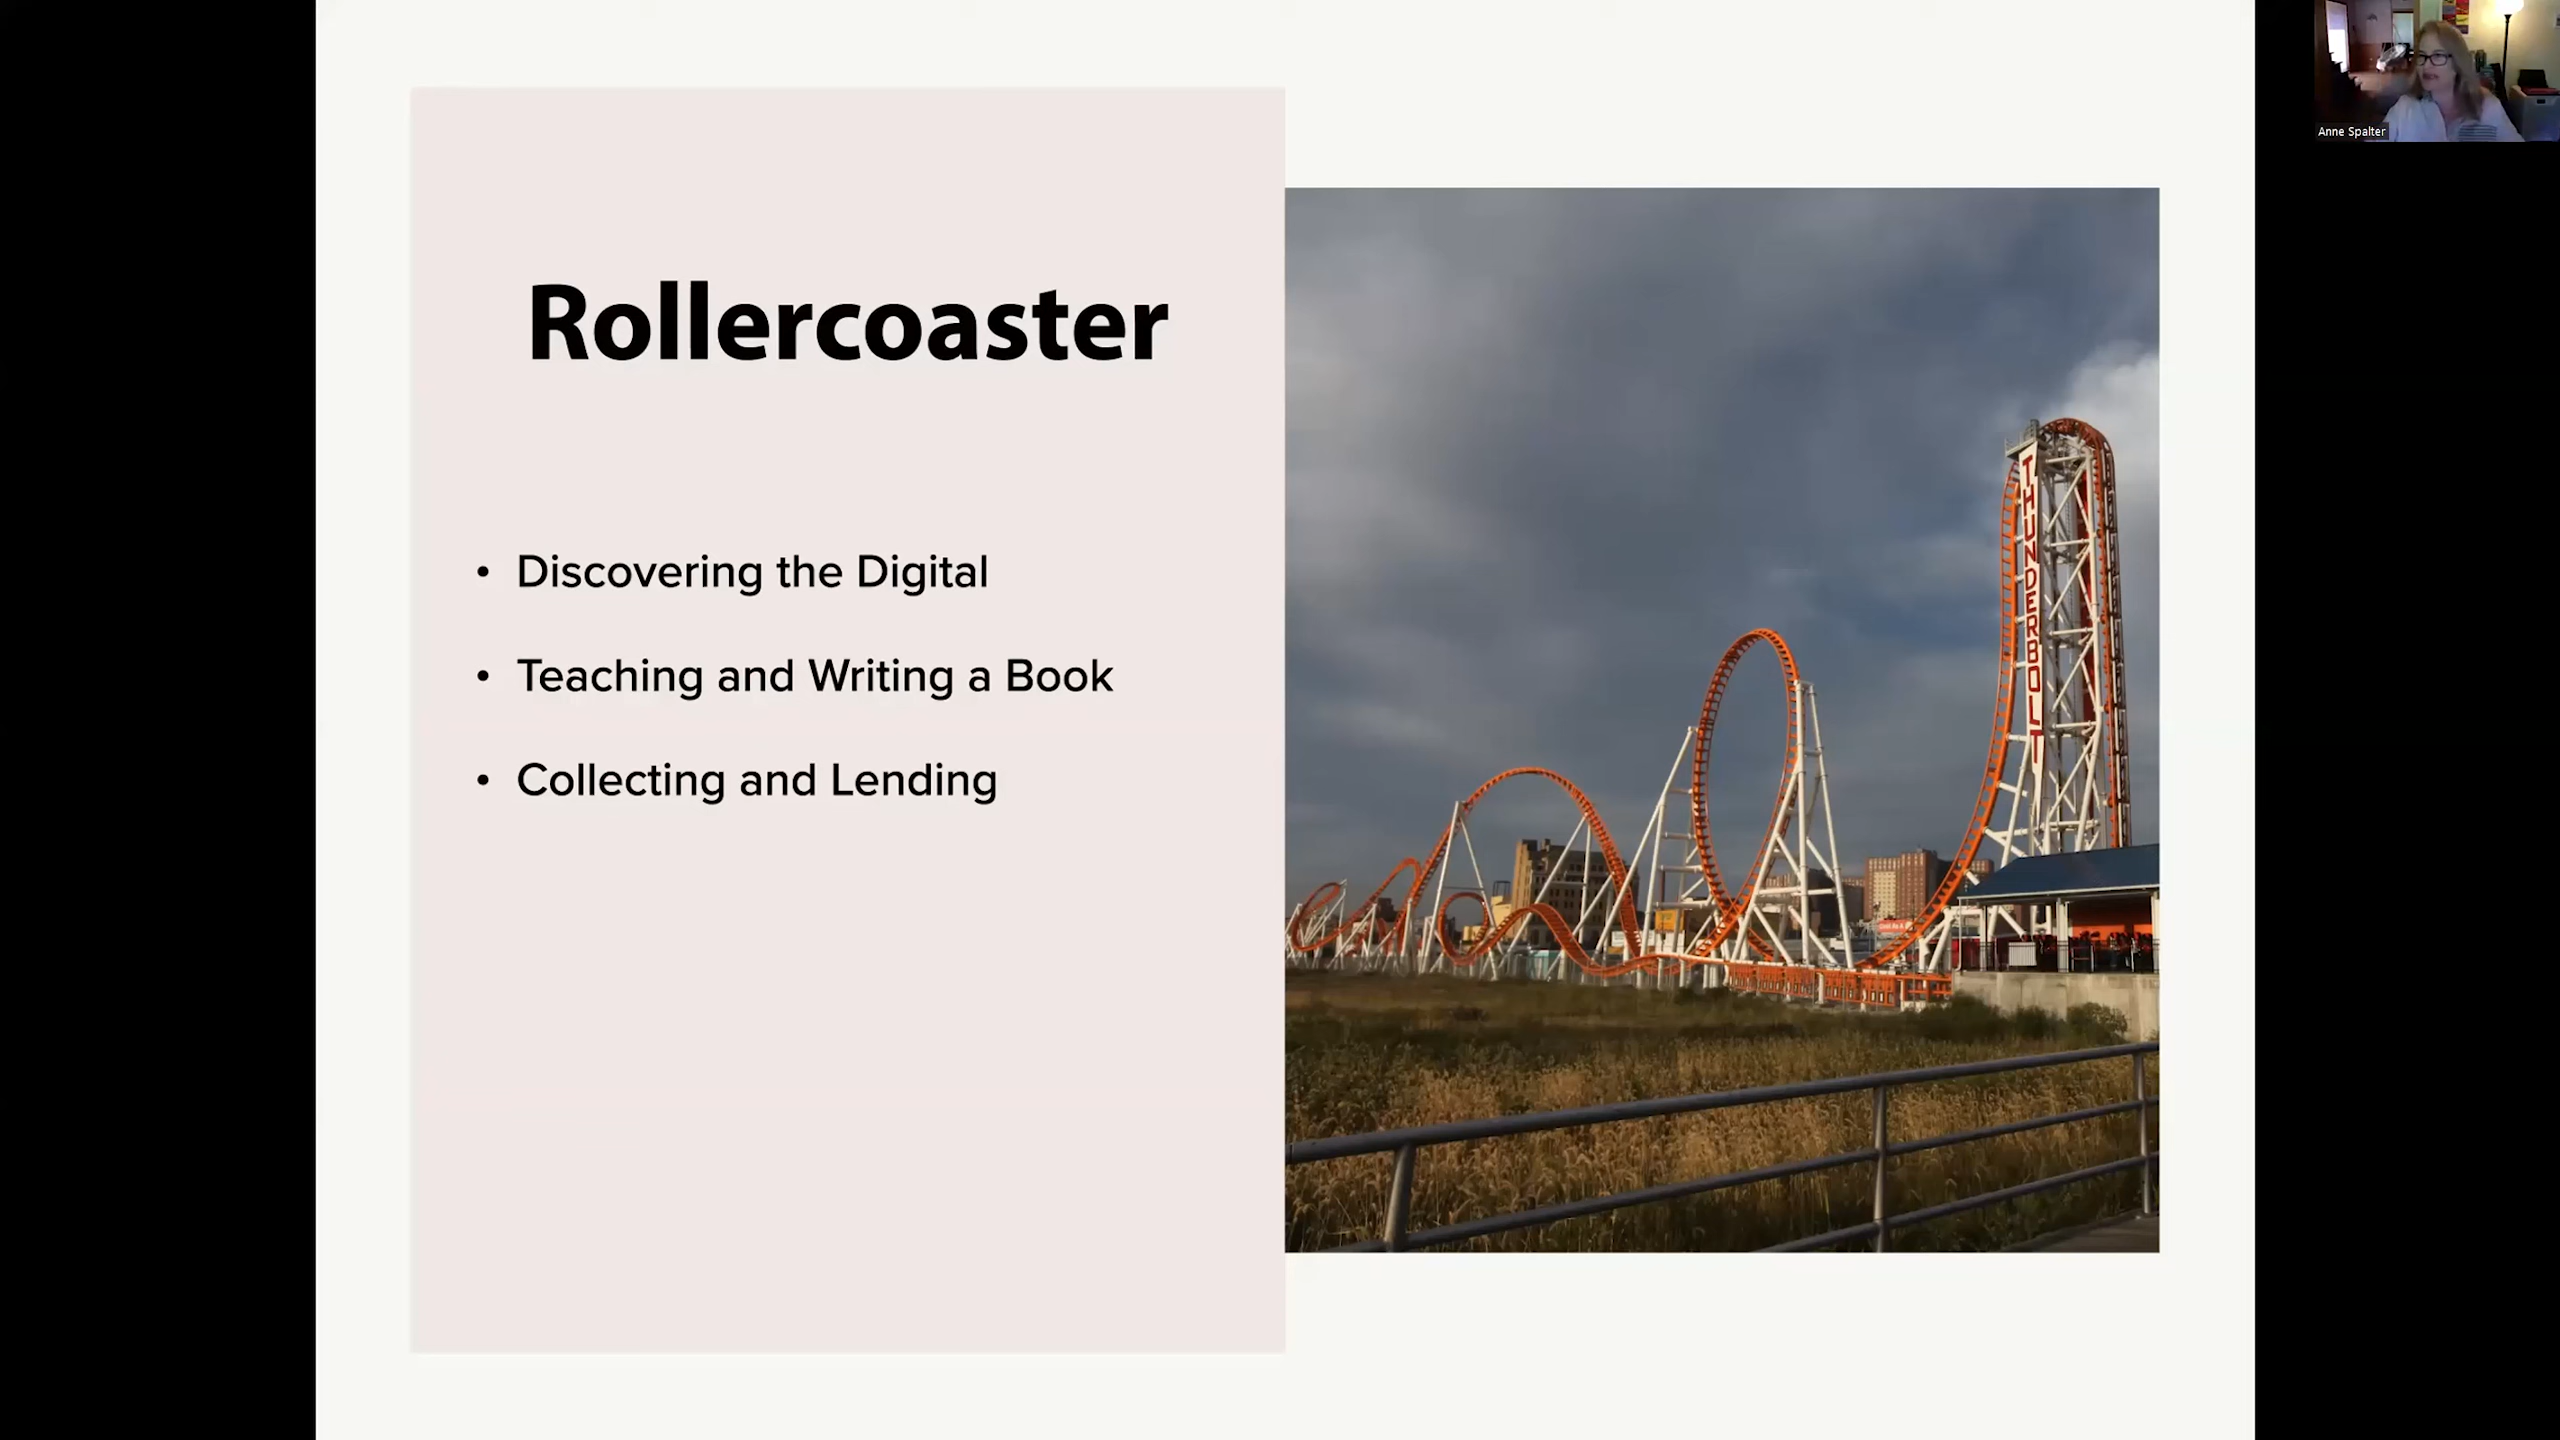 Rollercoaster
• Discovering the Digital
• Teaching and Writing a Book
• Collecting and Lending
THUNDERBOLT
Anne Spalter